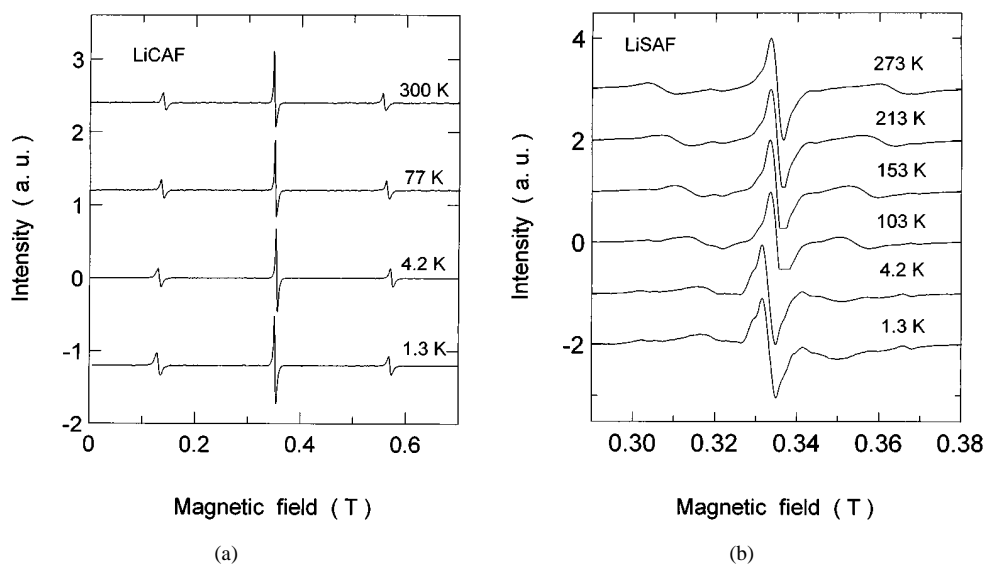 LiCAF
300 K
77 K
4.2 K
1.3 K
3
2
1
0
-1
-2
Intensity ( a. u. )
0
0.2
0.4
0.6
Magnetic field ( T )
(a)
LiSAF
273 K
213 K
153 K
103 K
4.2 K
1.3 K
4
2
0
-2
Intensity ( a. u. )
0.30
0.32
0.34
0.36
0.38
Magnetic field ( T )
(b)